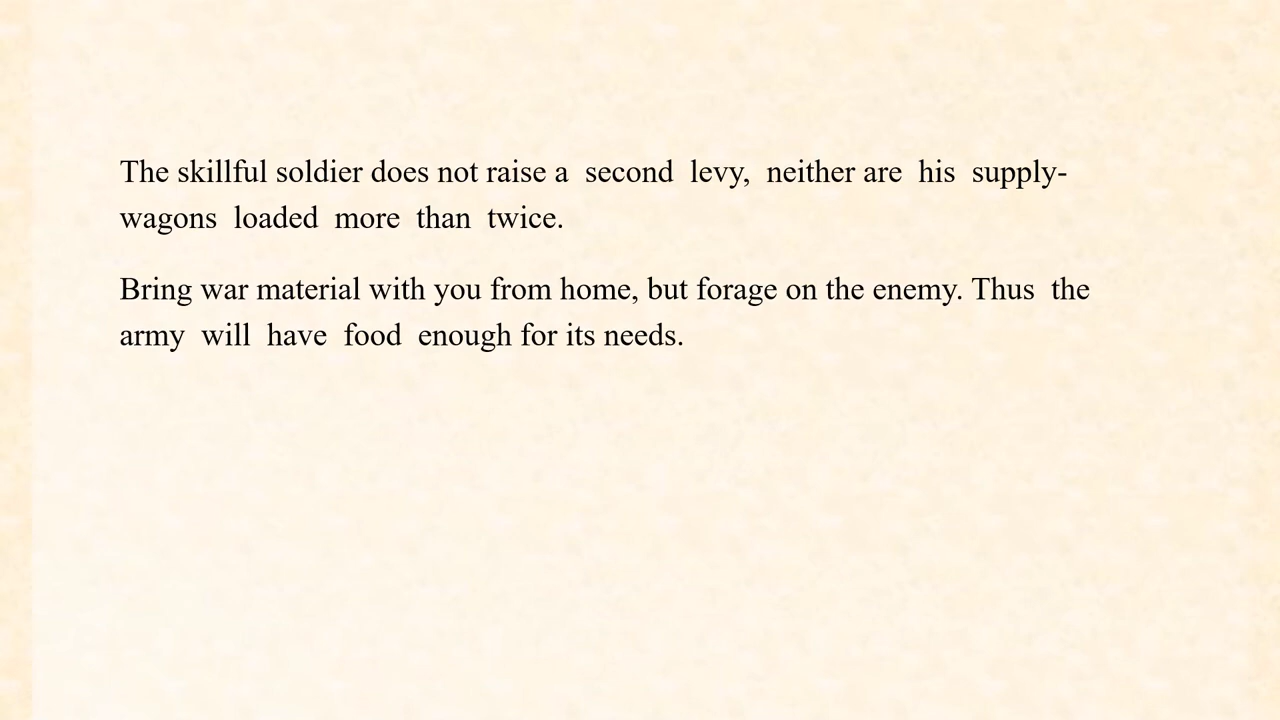 The skillful soldier does not raise a  second  levy,  neither are  his  supply-
wagons  loaded  more  than  twice.
Bring war material with you from home, but forage on the enemy. Thus  the
army  will  have  food  enough for its needs.